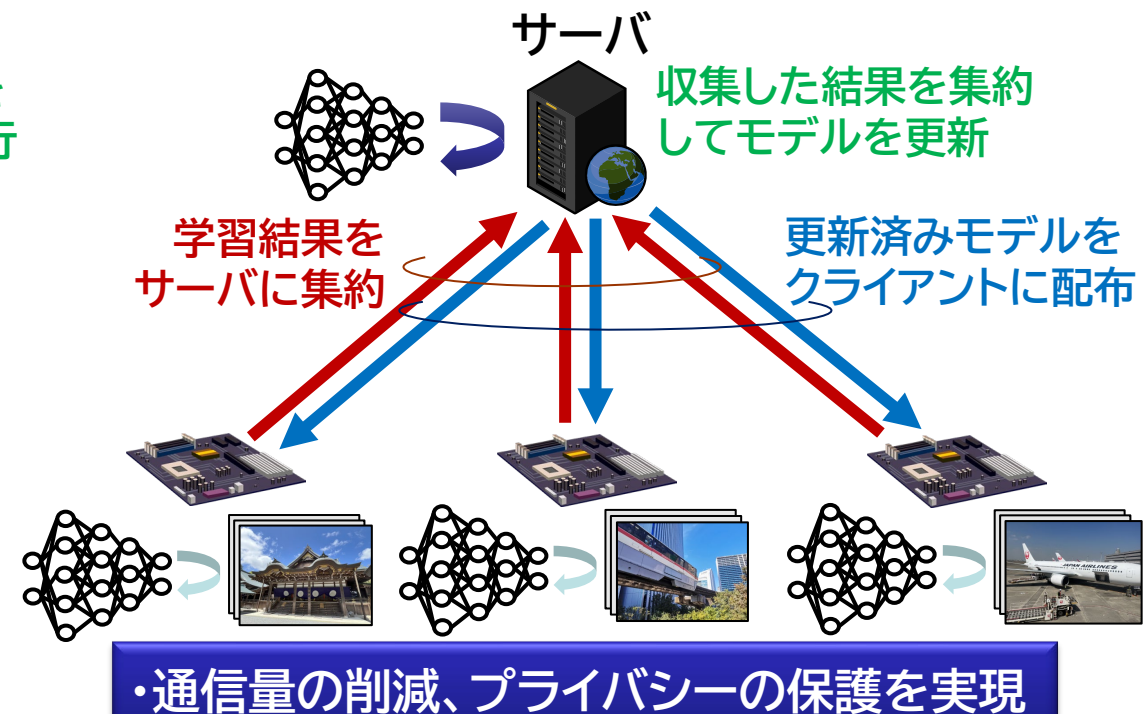 サーバ
行
収集した結果を集約
してモデルを更新
学習結果を
サーバに集約
更新済みモデルを
クライアントに配布
JAPAN AIRLINES
・通信量の削減、プライバシーの保護を実現